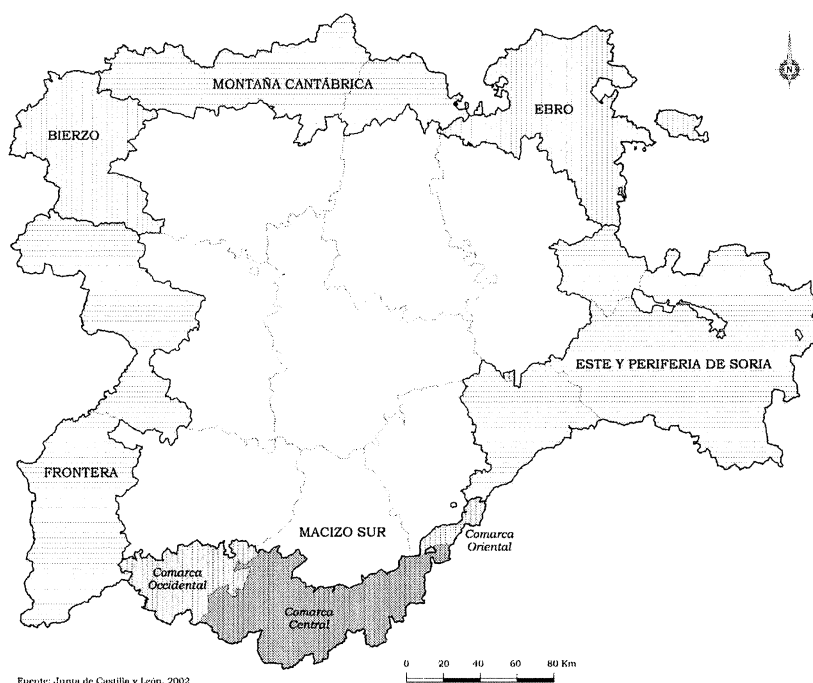 MONTAÑA CANTÁBRICA
N
EBRO
BIERZO
ESTE Y PERIFERIA DE SORIA
FRONTERA
MACIZO SUR
Comarca
Oriental
Comarca
Occidental
Comarca
Central
0 20 40 60 80 Km
Fuente: Junta de Castilla y León, 2002